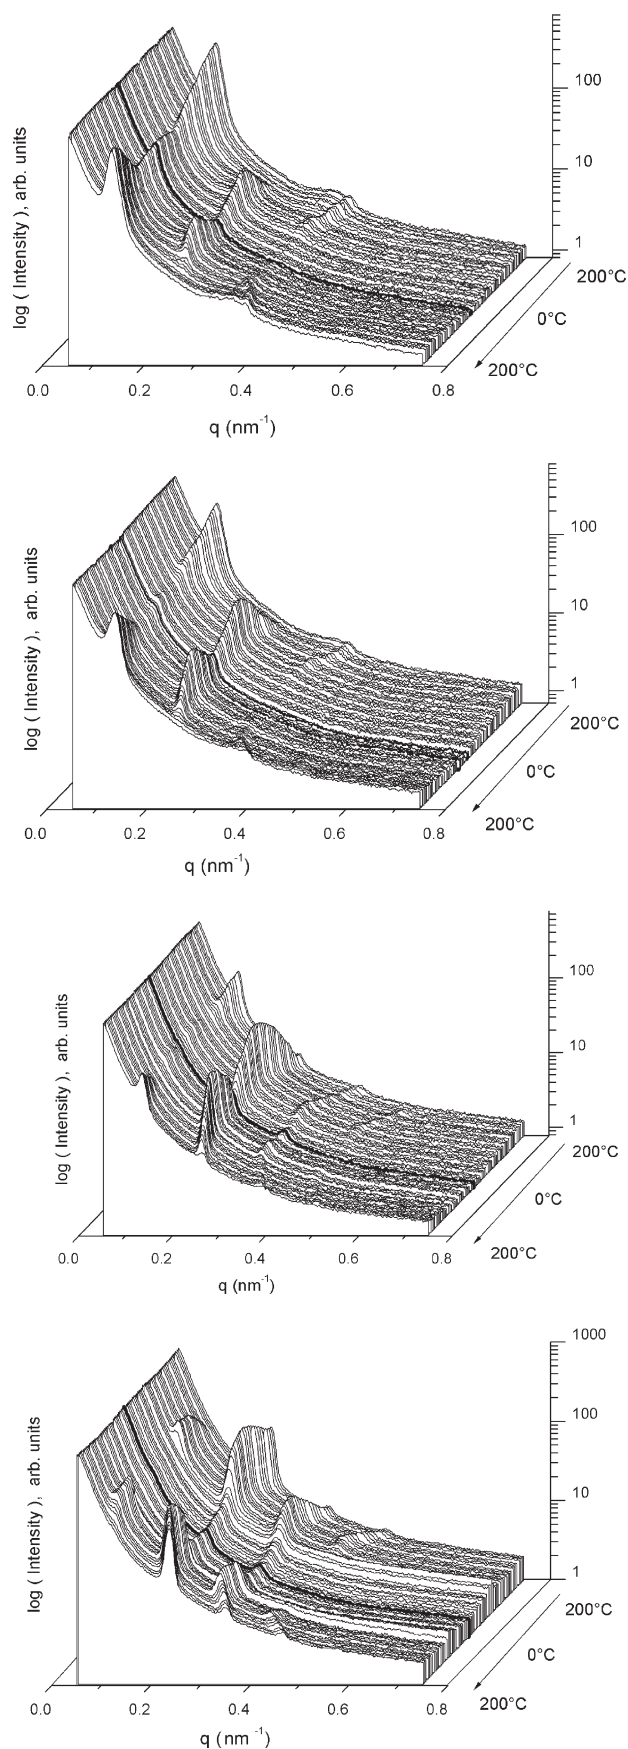 log ( Intensity ), arb. units
100
10
1
200°C
0°C
200°C
0.0 0.2 0.4 0.6 0.8
q (nm⁻¹)
log ( Intensity ), arb. units
100
10
1
200°C
0°C
200°C
0.0 0.2 0.4 0.6 0.8
q (nm⁻¹)
log ( Intensity ), arb. units
100
10
1
200°C
0°C
200°C
0.0 0.2 0.4 0.6 0.8
q (nm⁻¹)
log ( Intensity ), arb. units
1000
100
10
1
200°C
0°C
200°C
0.0 0.2 0.4 0.6 0.8
q (nm ⁻¹)